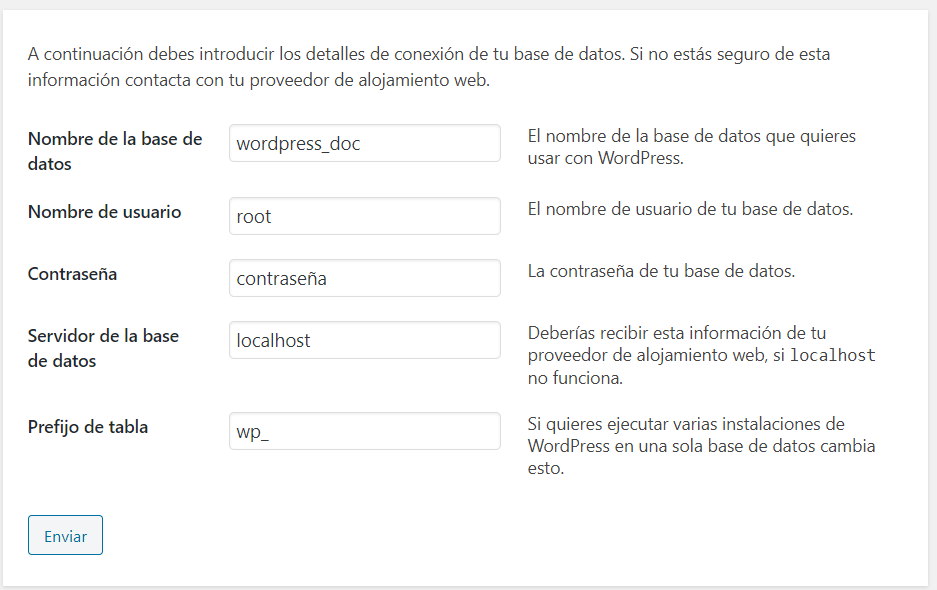 A continuación debes introducir los detalles de conexión de tu base de datos. Si no estás seguro de esta
información contacta con tu proveedor de alojamiento web.
Nombre de la base de
datos
wordpress_doc
El nombre de la base de datos que quieres
usar con WordPress.
Nombre de usuario
root
El nombre de usuario de tu base de datos.
Contraseña
contraseña
La contraseña de tu base de datos.
Servidor de la base
de datos
localhost
Deberías recibir esta información de tu
proveedor de alojamiento web, si localhost
no funciona.
Prefijo de tabla
wp_
Si quieres ejecutar varias instalaciones de
WordPress en una sola base de datos cambia
esto.
Enviar